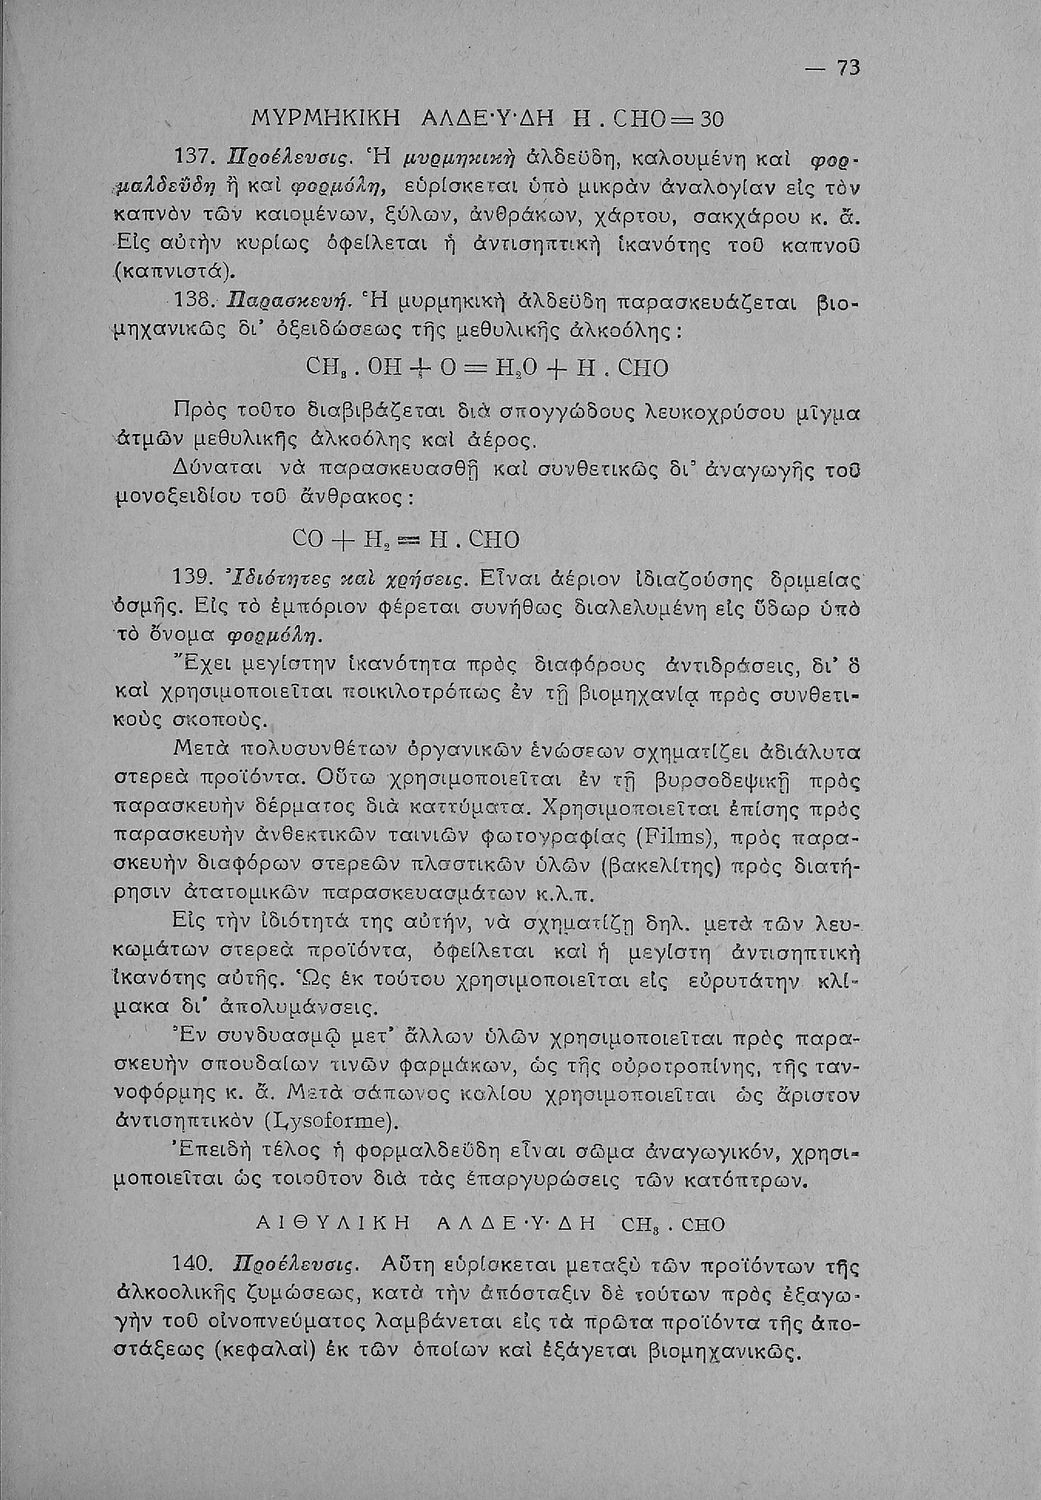 — 73
ΜΥΡΜΗΚΙΚΗ ΑΛΔΕ·Υ·ΔΗ H . CHO = 30
137. Προέλευσις. Ἡ μυρμηκικὴ ἀλδεΰδη, καλουμένη καὶ φορ-
μαλδεΰδη ἢ καὶ φορμόλη, εὑρίσκεται ὑπὸ μικρὰν ἀναλογίαν εἰς τὸν
καπνὸν τῶν καιομένων, ξύλων, ἀνθράκων, χάρτου, σακχάρου κ. ἄ.
Εἰς αὐτὴν κυρίως ὀφείλεται ἡ ἀντισηπτικὴ ἱκανότης τοῦ καπνοῦ
(καπνιστά).
138. Παρασκευή. Ἡ μυρμηκικὴ ἀλδεΰδη παρασκευάζεται βιο-
μηχανικῶς δι’ ὀξειδώσεως τῆς μεθυλικῆς ἀλκοόλης :
CH₃ . OH + O = H₂O + H . CHO
Πρὸς τοῦτο διαβιβάζεται διὰ σπογγώδους λευκοχρύσου μῖγμα
ἀτμῶν μεθυλικῆς ἀλκοόλης καὶ ἀέρος.
Δύναται νὰ παρασκευασθῇ καὶ συνθετικῶς δι’ ἀναγωγῆς τοῦ
μονοξειδίου τοῦ ἄνθρακος :
CO + H₂ = H . CHO
139. Ἰδιότητες καὶ χρήσεις. Εἶναι ἀέριον ἰδιαζούσης δριμείας
ὀσμῆς. Εἰς τὸ ἐμπόριον φέρεται συνήθως διαλελυμένη εἰς ὕδωρ ὑπὸ
τὸ ὄνομα φορμόλη.
Ἔχει μεγίστην ἱκανότητα πρὸς διαφόρους ἀντιδράσεις, δι’ ὃ
καὶ χρησιμοποιεῖται ποικιλοτρόπως ἐν τῇ βιομηχανίᾳ πρὸς συνθετι-
κοὺς σκοπούς.
Μετὰ πολυσυνθέτων ὀργανικῶν ἑνώσεων σχηματίζει ἀδιάλυτα
στερεὰ προϊόντα. Οὕτω χρησιμοποιεῖται ἐν τῇ βυρσοδεψικῇ πρὸς
παρασκευὴν δέρματος διὰ καττύματα. Χρησιμοποιεῖται ἐπίσης πρὸς
παρασκευὴν ἀνθεκτικῶν ταινιῶν φωτογραφίας (Films), πρὸς παρα-
σκευὴν διαφόρων στερεῶν πλαστικῶν ὑλῶν (βακελίτης) πρὸς διατή-
ρησιν ἀτατομικῶν παρασκευασμάτων κ.λ.π.
Εἰς τὴν ἰδιότητά της αὐτήν, νὰ σχηματίζῃ δηλ. μετὰ τῶν λευ-
κωμάτων στερεὰ προϊόντα, ὀφείλεται καὶ ἡ μεγίστη ἀντισηπτικὴ
ἱκανότης αὐτῆς. Ὡς ἐκ τούτου χρησιμοποιεῖται εἰς εὐρυτάτην κλί-
μακα δι’ ἀπολυμάνσεις.
Ἐν συνδυασμῷ μετ’ ἄλλων ὑλῶν χρησιμοποιεῖται πρὸς παρα-
σκευὴν σπουδαίων τινῶν φαρμάκων, ὡς τῆς οὐροτροπίνης, τῆς ταν-
νοφόρμης κ. ἄ. Μετὰ σάπωνος καλίου χρησιμοποιεῖται ὡς ἄριστον
ἀντισηπτικὸν (Lysoforme).
Ἐπειδὴ τέλος ἡ φορμαλδεΰδη εἶναι σῶμα ἀναγωγικόν, χρησι-
μοποιεῖται ὡς τοιοῦτον διὰ τὰς ἐπαργυρώσεις τῶν κατόπτρων.
ΑΙΘΥΛΙΚΗ ΑΛΔΕ·Υ·ΔΗ CH₃ . CHO
140. Προέλευσις. Αὕτη εὑρίσκεται μεταξὺ τῶν προϊόντων τῆς
ἀλκοολικῆς ζυμώσεως, κατὰ τὴν ἀπόσταξιν δὲ τούτων πρὸς ἐξαγω-
γὴν τοῦ οἰνοπνεύματος λαμβάνεται εἰς τὰ πρῶτα προϊόντα τῆς ἀπο-
στάξεως (κεφαλαὶ) ἐκ τῶν ὁποίων καὶ ἐξάγεται βιομηχανικῶς.